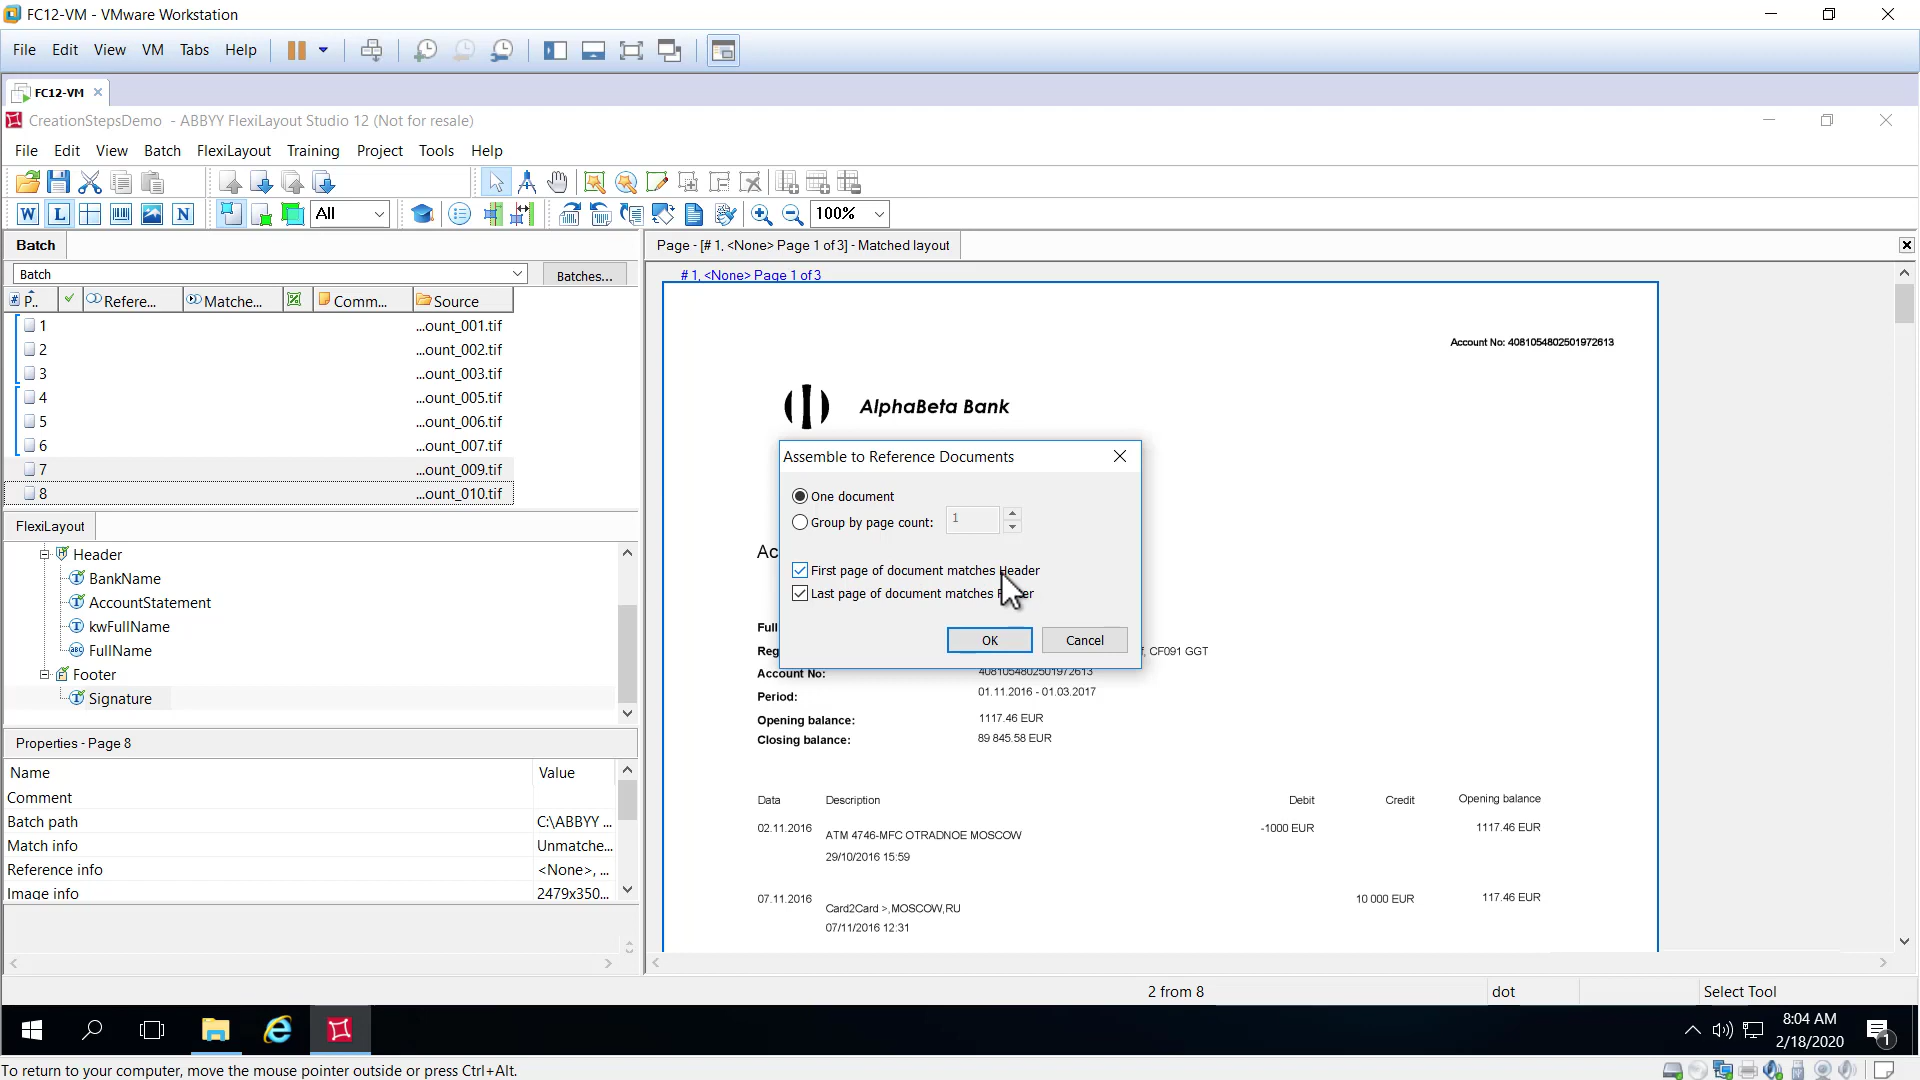 FC12-VM - VMware Workstation
File Edit View VM Tabs Help
FC12-VM
CreationStepsDemo - ABBYY FlexiLayout Studio 12 (Not for resale)
File Edit View Batch FlexiLayout Training Project Tools Help
W L N All 100%
Batch
Page - [# 1, <None> Page 1 of 3] - Matched layout
Batch Batches...
# P.. Refere... Matche... Comm... Source
1 ...ount_001.tif
2 ...ount_002.tif
3 ...ount_003.tif
4 ...ount_005.tif
5 ...ount_006.tif
6 ...ount_007.tif
7 ...ount_009.tif
8 ...ount_010.tif
FlexiLayout
Header
BankName
AccountStatement
kwFullName
FullName
Footer
Signature
Properties - Page 8
Name Value
Comment
Batch path C:\ABBYY ...
Match info Unmatche...
Reference info <None>, ...
Image info 2479x350...
# 1, <None> Page 1 of 3
Account No: 4081054802501972613
AlphaBeta Bank
Assemble to Reference Documents
One document
Group by page count: 1
First page of document matches Header
Last page of document matches
OK Cancel
Ac
Full
Reg , CF091 GGT
Account No: 4081054802501972613
Period: 01.11.2016 - 01.03.2017
Opening balance: 1117.46 EUR
Closing balance: 89 845.58 EUR
Data Description Debit Credit Opening balance
02.11.2016 ATM 4746-MFC OTRADNOE MOSCOW -1000 EUR 1117.46 EUR
29/10/2016 15:59
07.11.2016 Card2Card >,MOSCOW,RU 10 000 EUR 117.46 EUR
07/11/2016 12:31
2 from 8 dot Select Tool
8:04 AM
2/18/2020
1
To return to your computer, move the mouse pointer outside or press Ctrl+Alt.